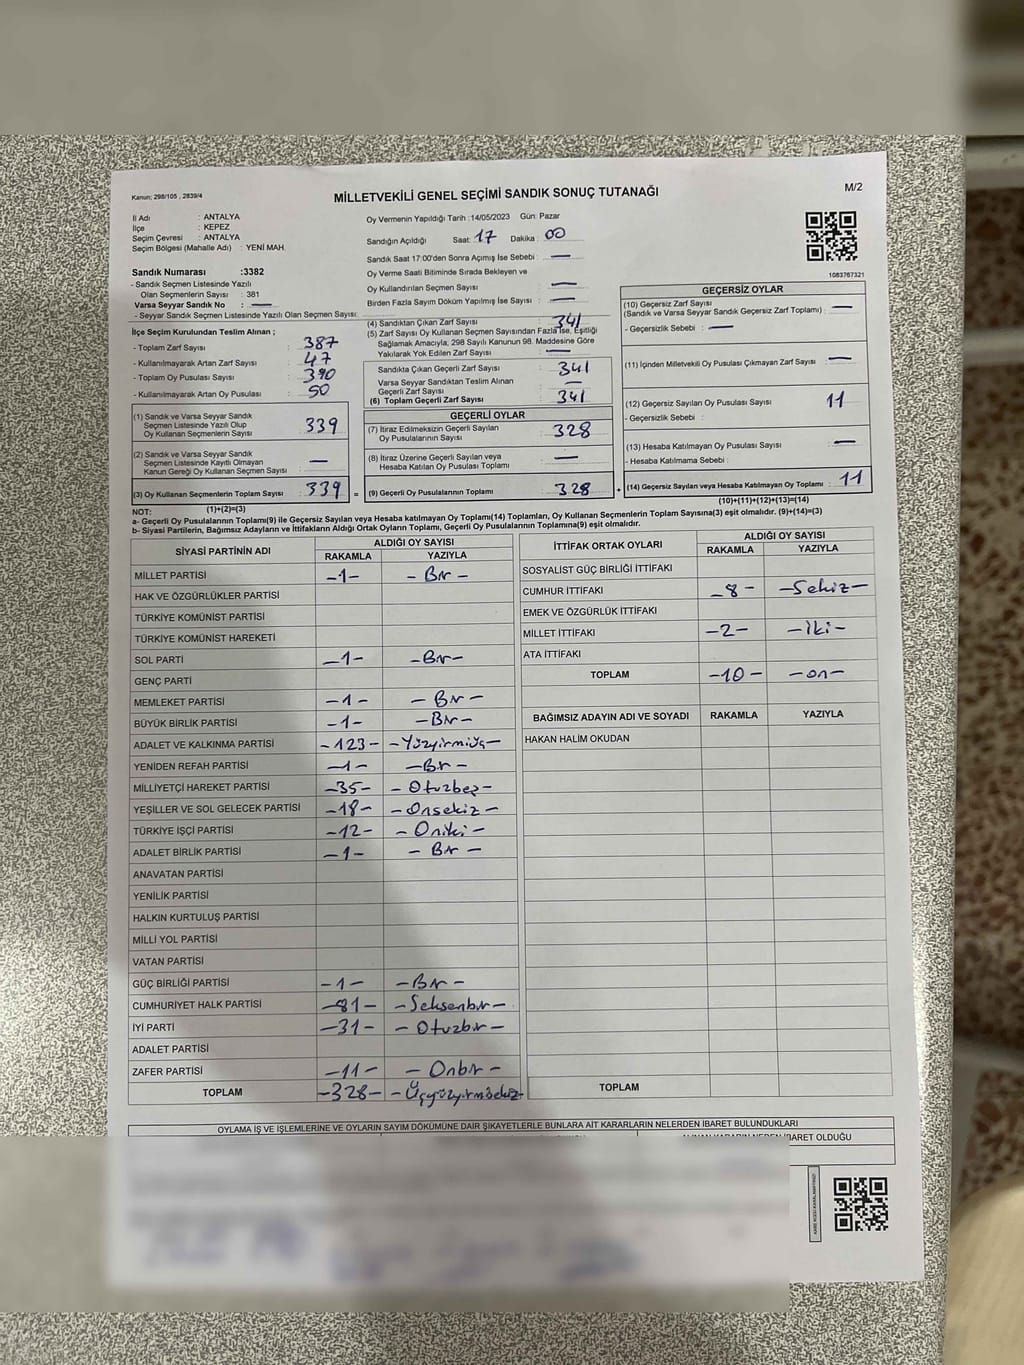 Kanun; 298/105 , 2839/4
MİLLETVEKİLİ GENEL SEÇİMİ SANDIK SONUÇ TUTANAĞI
M/2
İl Adı : ANTALYA
İlçe : KEPEZ
Seçim Çevresi : ANTALYA
Seçim Bölgesi (Mahalle Adı) : YENİ MAH.
Oy Vermenin Yapıldığı Tarih :14/05/2023 Gün: Pazar
Sandığın Açıldığı Saat: 17 Dakika : 00
Sandık Saat 17:00'den Sonra Açımış İse Sebebi : —
Oy Verme Saati Bitiminde Sırada Bekleyen ve
Oy Kullandırılan Seçmen Sayısı : —
Birden Fazla Sayım Döküm Yapılmış İse Sayısı : —
1083767321
Sandık Numarası :3382
- Sandık Seçmen Listesinde Yazılı
Olan Seçmenlerin Sayısı : 381
Varsa Seyyar Sandık No : —
- Seyyar Sandık Seçmen Listesinde Yazılı Olan Seçmen Sayısı:
İlçe Seçim Kurulundan Teslim Alınan ;
- Toplam Zarf Sayısı : 387
- Kullanılmayarak Artan Zarf Sayısı : 47
- Toplam Oy Pusulası Sayısı : 390
- Kullanılmayarak Artan Oy Pusulası : 50
(1) Sandık ve Varsa Seyyar Sandık
Seçmen Listesinde Yazılı Olup
Oy Kullanan Seçmenlerin Sayısı : 339
(2) Sandık ve Varsa Seyyar Sandık
Seçmen Listesinde Kayıtlı Olmayan
Kanun Gereği Oy Kullanan Seçmen Sayısı : —
(3) Oy Kullanan Seçmenlerin Toplam Sayısı : 339 =
(1)+(2)=(3)
(4) Sandıktan Çıkan Zarf Sayısı : 341
(5) Zarf Sayısı Oy Kullanan Seçmen Sayısından Fazla İse, Eşitliği
Sağlamak Amacıyla; 298 Sayılı Kanunun 98. Maddesine Göre
Yakılarak Yok Edilen Zarf Sayısı : —
Sandıkta Çıkan Geçerli Zarf Sayısı : 341
Varsa Seyyar Sandıktan Teslim Alınan
Geçerli Zarf Sayısı : —
(6) Toplam Geçerli Zarf Sayısı : 341
GEÇERLİ OYLAR
(7) İtiraz Edilmeksizin Geçerli Sayılan
Oy Pusulalarının Sayısı : 328
(8) İtiraz Üzerine Geçerli Sayılan veya
Hesaba Katılan Oy Pusulası Toplamı : —
(9) Geçerli Oy Pusulalarının Toplamı : 328 +
GEÇERSİZ OYLAR
(10) Geçersiz Zarf Sayısı
(Sandık ve Varsa Seyyar Sandık Geçersiz Zarf Toplamı) : —
- Geçersizlik Sebebi : —
(11) İçinden Milletvekili Oy Pusulası Çıkmayan Zarf Sayısı : —
(12) Geçersiz Sayılan Oy Pusulası Sayısı : 11
- Geçersizlik Sebebi :
(13) Hesaba Katılmayan Oy Pusulası Sayısı : —
- Hesaba Katılmama Sebebi :
(14) Geçersiz Sayılan veya Hesaba Katılmayan Oy Toplamı : 11
(10)+(11)+(12)+(13)=(14)
NOT:
a- Geçerli Oy Pusulalarının Toplamı(9) ile Geçersiz Sayılan veya Hesaba katılmayan Oy Toplamı(14) Toplamları, Oy Kullanan Seçmenlerin Toplam Sayısına(3) eşit olmalıdır. (9)+(14)=(3)
b- Siyasi Partilerin, Bağımsız Adayların ve İttifakların Aldığı Ortak Oyların Toplamı, Geçerli Oy Pusulalarının Toplamına(9) eşit olmalıdır.
SİYASİ PARTİNİN ADI ALDIĞI OY SAYISI
RAKAMLA YAZIYLA
MİLLET PARTİSİ -1- - Bir -
HAK VE ÖZGÜRLÜKLER PARTİSİ
TÜRKİYE KOMÜNİST PARTİSİ
TÜRKİYE KOMÜNİST HAREKETİ
SOL PARTİ -1- -Bir-
GENÇ PARTİ
MEMLEKET PARTİSİ -1- - Bir -
BÜYÜK BİRLİK PARTİSİ -1- -Bir-
ADALET VE KALKINMA PARTİSİ -123- -Yüzyirmiüç-
YENİDEN REFAH PARTİSİ -1- -Bir-
MİLLİYETÇİ HAREKET PARTİSİ -35- - Otuzbeş-
YEŞİLLER VE SOL GELECEK PARTİSİ -18- -Onsekiz-
TÜRKİYE İŞÇİ PARTİSİ -12- - Oniki -
ADALET BİRLİK PARTİSİ -1- - Bir -
ANAVATAN PARTİSİ
YENİLİK PARTİSİ
HALKIN KURTULUŞ PARTİSİ
MİLLİ YOL PARTİSİ
VATAN PARTİSİ
GÜÇ BİRLİĞİ PARTİSİ -1- -Bir-
CUMHURİYET HALK PARTİSİ -81- -Seksenbir-
İYİ PARTİ -31- - Otuzbir -
ADALET PARTİSİ
ZAFER PARTİSİ -11- - Onbir -
TOPLAM -328- -Üçyüzyirmisekiz-
İTTİFAK ORTAK OYLARI ALDIĞI OY SAYISI
RAKAMLA YAZIYLA
SOSYALİST GÜÇ BİRLİĞİ İTTİFAKI
CUMHUR İTTİFAKI -8- -Sekiz-
EMEK VE ÖZGÜRLÜK İTTİFAKI
MİLLET İTTİFAKI -2- -iki-
ATA İTTİFAKI
TOPLAM -10- -on-
BAĞIMSIZ ADAYIN ADI VE SOYADI RAKAMLA YAZIYLA
HAKAN HALIM OKUDAN
TOPLAM
OYLAMA İŞ VE İŞLEMLERİNE VE OYLARIN SAYIM DÖKÜMÜNE DAİR ŞİKAYETLERLE BUNLARA AİT KARARLARIN NELERDEN İBARET BULUNDUKLARI
ALINAN KARARIN NEDEN İBARET OLDUĞU